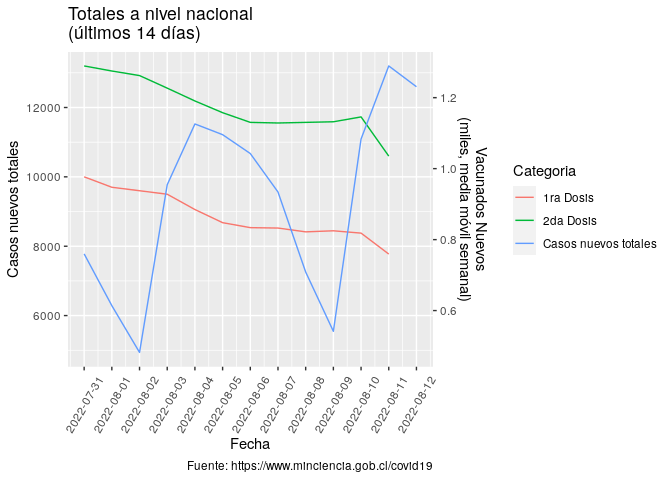 Totales a nivel nacional
(últimos 14 días)
Casos nuevos totales
12000
10000
8000
6000
1.2
1.0
0.8
0.6
Vacunados Nuevos
(miles, media móvil semanal)
2022-07-31
2022-08-01
2022-08-02
2022-08-03
2022-08-04
2022-08-05
2022-08-06
2022-08-07
2022-08-08
2022-08-09
2022-08-10
2022-08-11
2022-08-12
Fecha
Categoria
1ra Dosis
2da Dosis
Casos nuevos totales
Fuente: https://www.minciencia.gob.cl/covid19